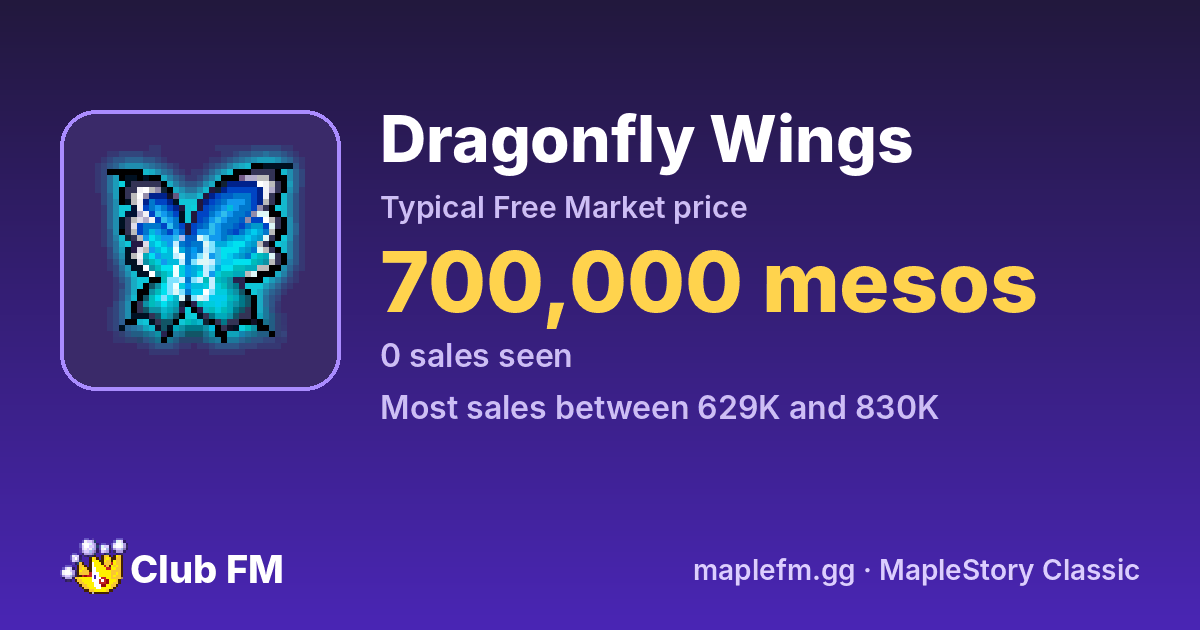 Dragonfly Wings
Typical Free Market price
700,000 mesos
0 sales seen
Most sales between 629K and 830K
Club FM
maplefm.gg · MapleStory Classic